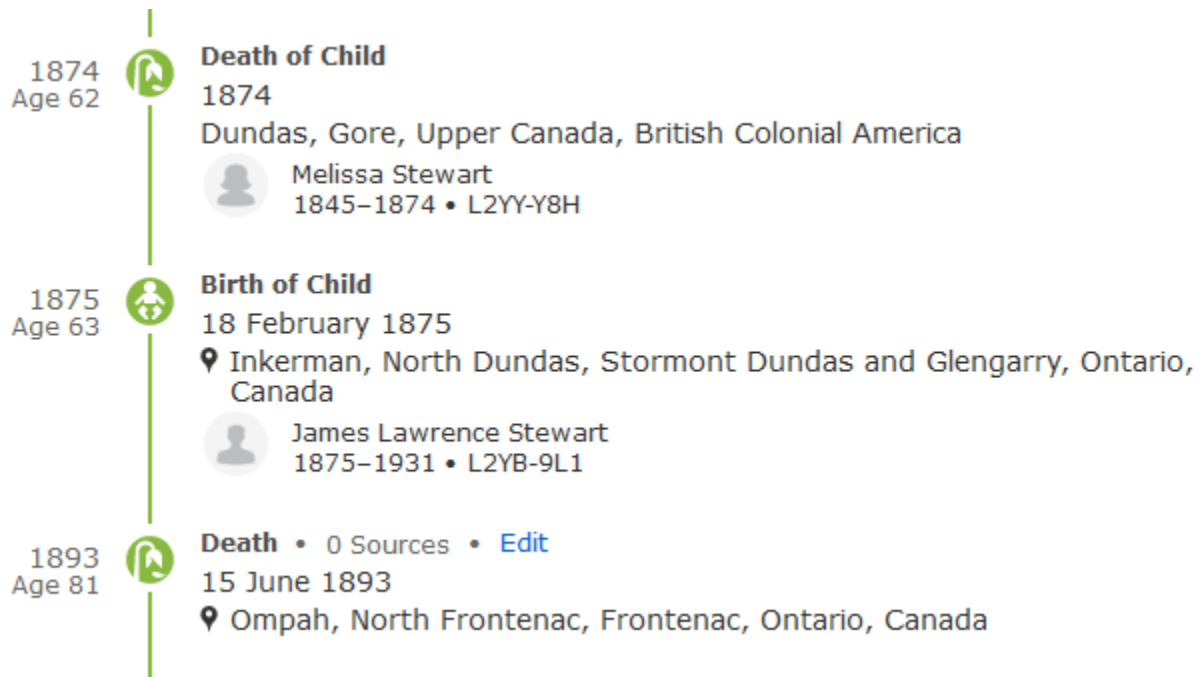 1874
Age 62
Death of Child
1874
Dundas, Gore, Upper Canada, British Colonial America
Melissa Stewart
1845–1874 • L2YY-Y8H
1875
Age 63
Birth of Child
18 February 1875
Inkerman, North Dundas, Stormont Dundas and Glengarry, Ontario,
Canada
James Lawrence Stewart
1875–1931 • L2YB-9L1
1893
Age 81
Death • 0 Sources • Edit
15 June 1893
Ompah, North Frontenac, Frontenac, Ontario, Canada